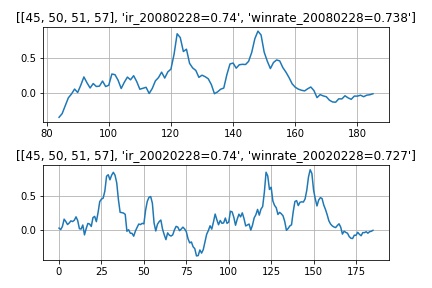 [[45, 50, 51, 57], 'ir_20080228=0.74', 'winrate_20080228=0.738']
0.5
0.0
80 100 120 140 160 180
[[45, 50, 51, 57], 'ir_20020228=0.74', 'winrate_20020228=0.727']
0.5
0.0
0 25 50 75 100 125 150 175